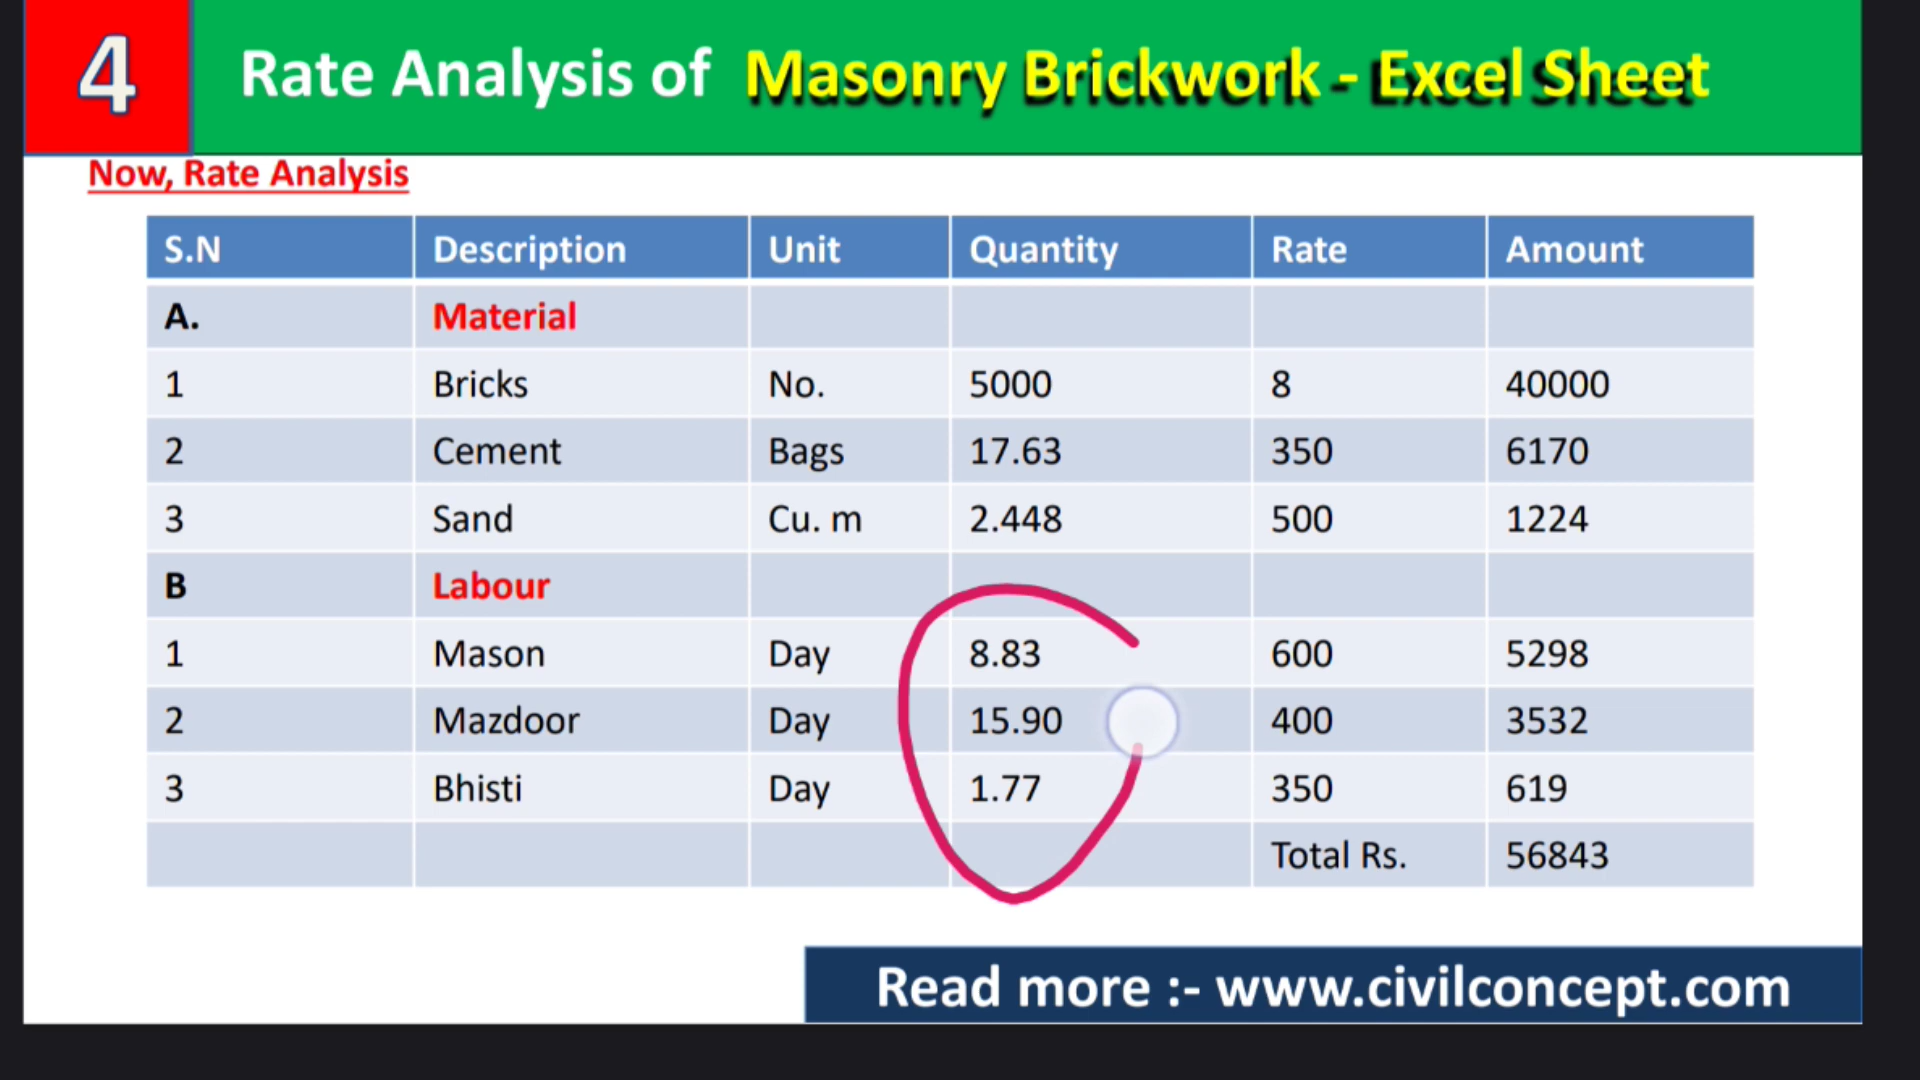 4
Rate Analysis of Masonry Brickwork - Excel Sheet
Now, Rate Analysis
S.N Description Unit Quantity Rate Amount
A. Material
1 Bricks No. 5000 8 40000
2 Cement Bags 17.63 350 6170
3 Sand Cu. m 2.448 500 1224
B Labour
1 Mason Day 8.83 600 5298
2 Mazdoor Day 15.90 400 3532
3 Bhisti Day 1.77 350 619
Total Rs. 56843
Read more :- www.civilconcept.com